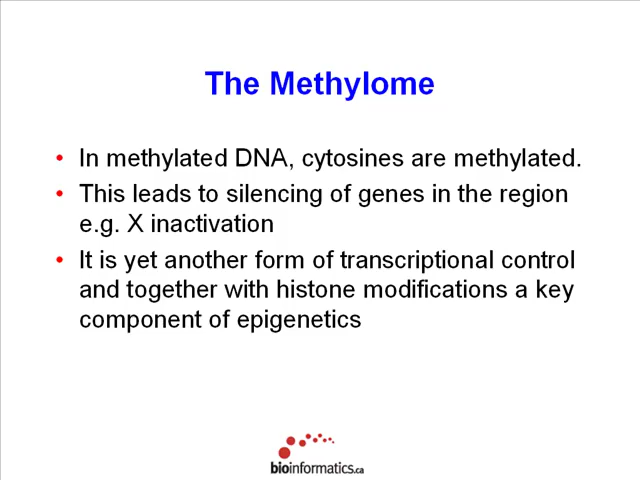 The Methylome
• In methylated DNA, cytosines are methylated.
• This leads to silencing of genes in the region
e.g. X inactivation
• It is yet another form of transcriptional control
and together with histone modifications a key
component of epigenetics
bioinformatics.ca